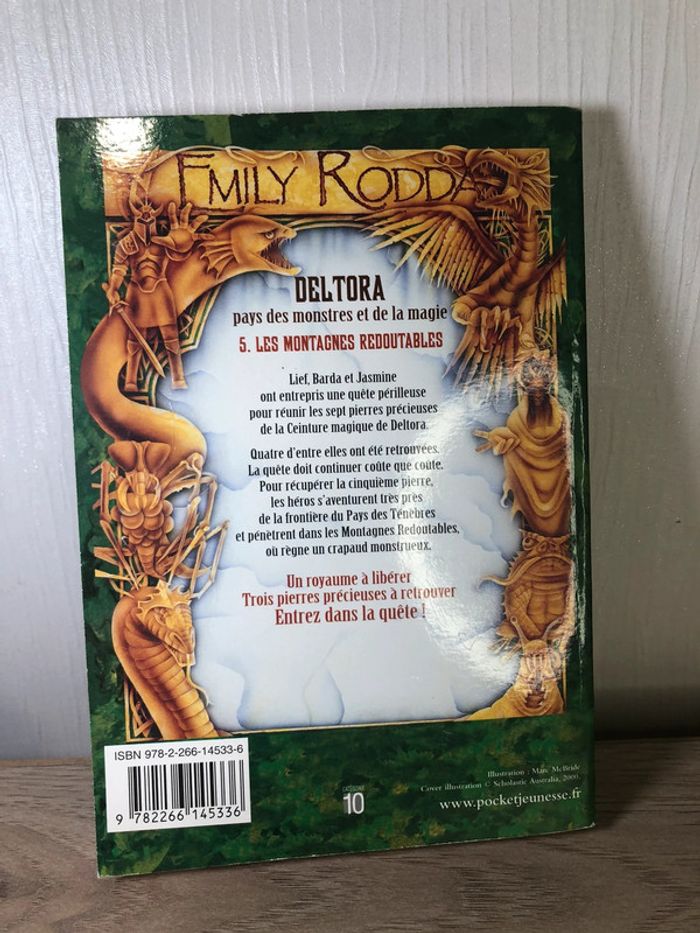 EMILY RODDA
DELTORA
pays des monstres et de la magie
5. LES MONTAGNES REDOUTABLES
Lief, Barda et Jasmine
ont entrepris une quête périlleuse
pour réunir les sept pierres précieuses
de la Ceinture magique de Deltora.
Quatre d'entre elles ont été retrouvées.
La quête doit continuer coûte que coûte.
Pour récupérer la cinquième pierre,
les héros s'aventurent très près
de la frontière du Pays des Ténèbres
et pénètrent dans les Montagnes Redoutables,
où règne un crapaud monstrueux.
Un royaume à libérer
Trois pierres précieuses à retrouver
Entrez dans la quête !
ISBN 978-2-266-14533-6
9 782266 145336
CATÉGORIE
10
Illustration : Marc McBride
Cover illustration © Scholastic Australia, 2000.
www.pocketjeunesse.fr